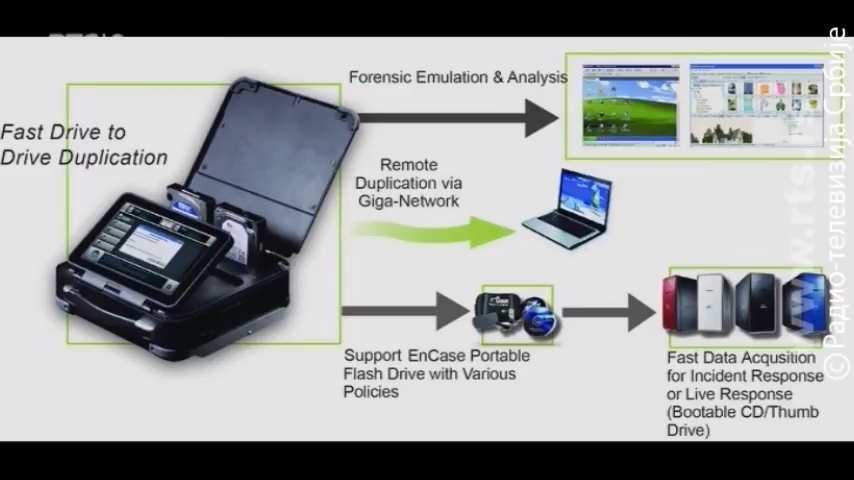 Forensic Emulation & Analysis
Fast Drive to
Drive Duplication
Remote
Duplication via
Giga-Network
Support EnCase Portable
Flash Drive with Various
Policies
Fast Data Acqusition
for Incident Response
or Live Response
(Bootable CD/Thumb
Drive)
© Радио-телевизија Србије
www.rts.rs